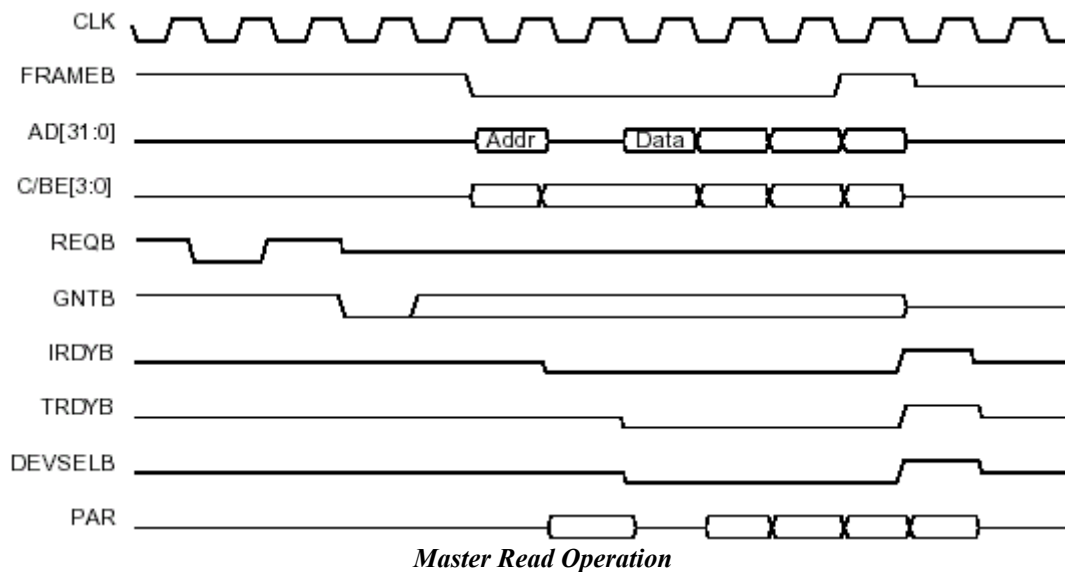 CLK
FRAMEB
AD[31:0]
Addr
Data
C/BE[3:0]
REQB
GNTB
IRDYB
TRDYB
DEVSELB
PAR
Master Read Operation